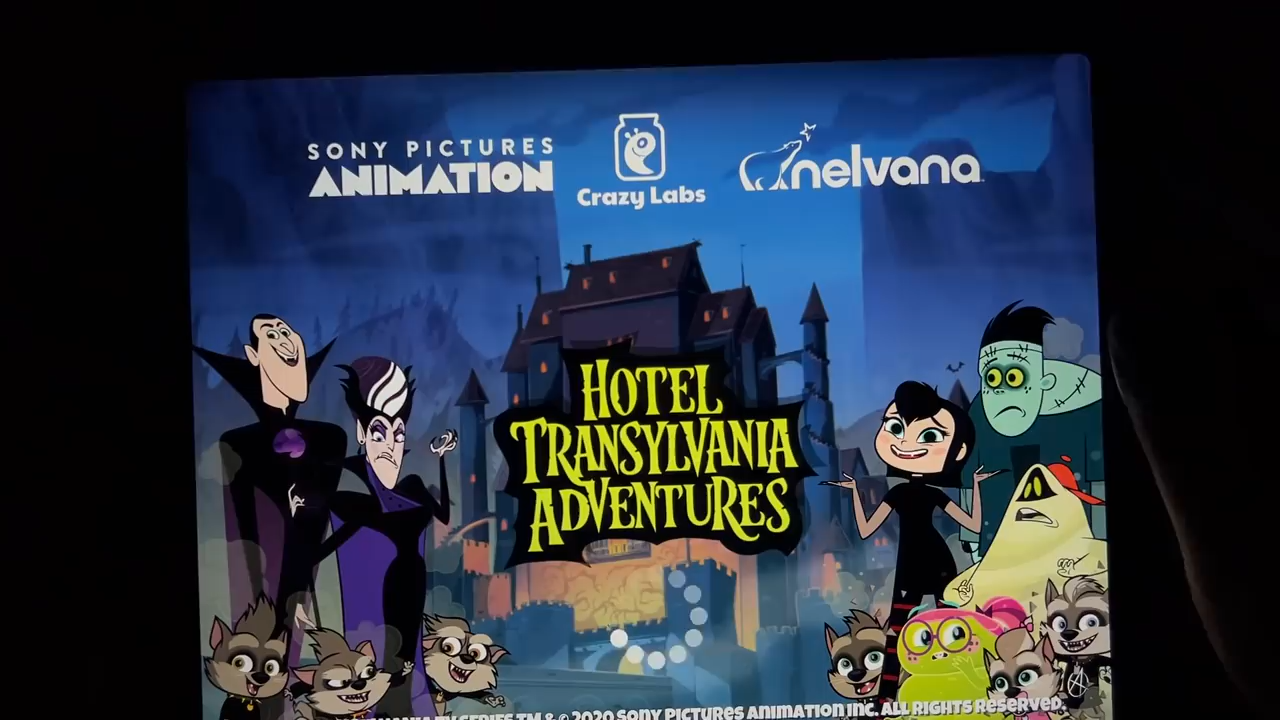 SONY PICTURES
ANIMATION
Crazy Labs
nelvana
HOTEL
TRANSYLVANIA
ADVENTURES
TV SERIES TM & © 2020 SONY PICTURES ANIMATION INC. ALL RIGHTS RESERVED.